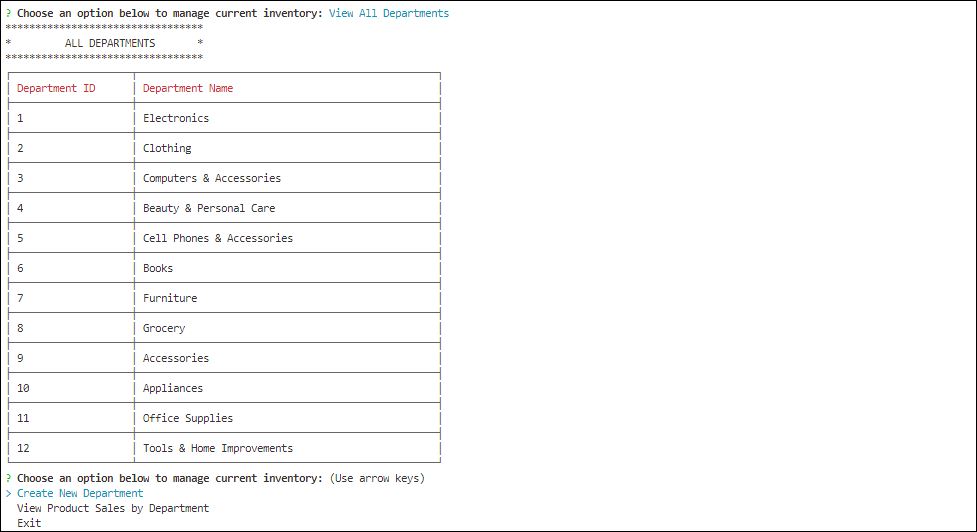 ? Choose an option below to manage current inventory: View All Departments
*********************************
* ALL DEPARTMENTS *
*********************************
Department ID Department Name
1 Electronics
2 Clothing
3 Computers & Accessories
4 Beauty & Personal Care
5 Cell Phones & Accessories
6 Books
7 Furniture
8 Grocery
9 Accessories
10 Appliances
11 Office Supplies
12 Tools & Home Improvements
? Choose an option below to manage current inventory: (Use arrow keys)
> Create New Department
View Product Sales by Department
Exit